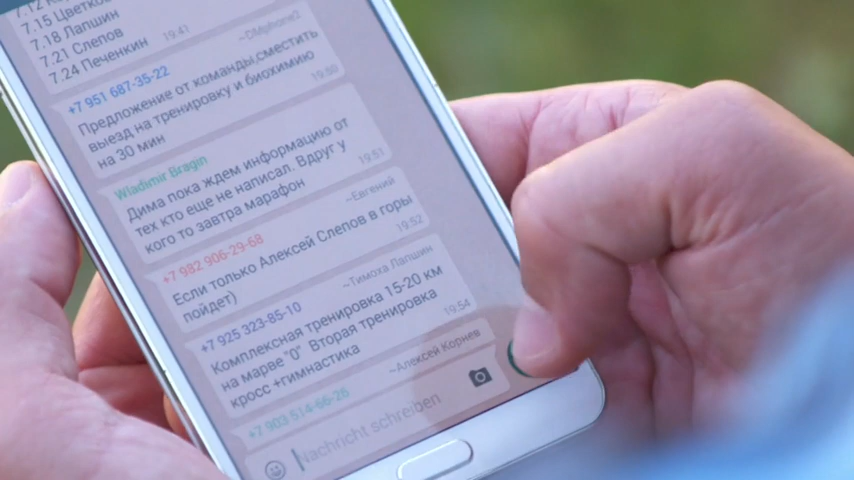 7.15 Цветков
7.18 Лапшин
7.21 Слепов
7.24 Печенкин
19:41
+7 951 687-35-22
~DMphone2
Предложение от команды,сместить
выезд на тренировку и биохимию
на 30 мин
19:50
Wladimir Bragin
Дима пока ждем информацию от
тех кто еще не написал. Вдруг у
кого то завтра марафон
19:51
+7 982 906-29-68
~Евгений
Если только Алексей Слепов в горы
пойдет)
19:52
+7 925 323-85-10
~Тимоха Лапшин
Комплексная тренировка 15-20 км
на марве "0" Вторая тренировка
кросс +гимнастика
19:54
+7 903 514-66-26
~Алексей Корнев
Nachricht schreiben